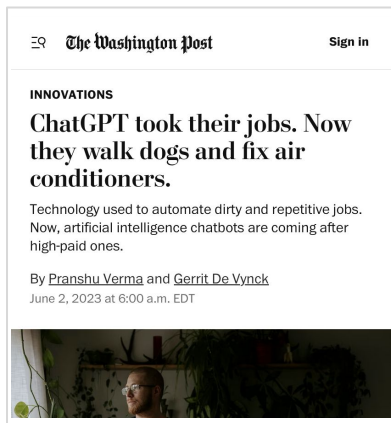 The Washington Post
Sign in
INNOVATIONS
ChatGPT took their jobs. Now
they walk dogs and fix air
conditioners.
Technology used to automate dirty and repetitive jobs.
Now, artificial intelligence chatbots are coming after
high-paid ones.
By Pranshu Verma and Gerrit De Vynck
June 2, 2023 at 6:00 a.m. EDT